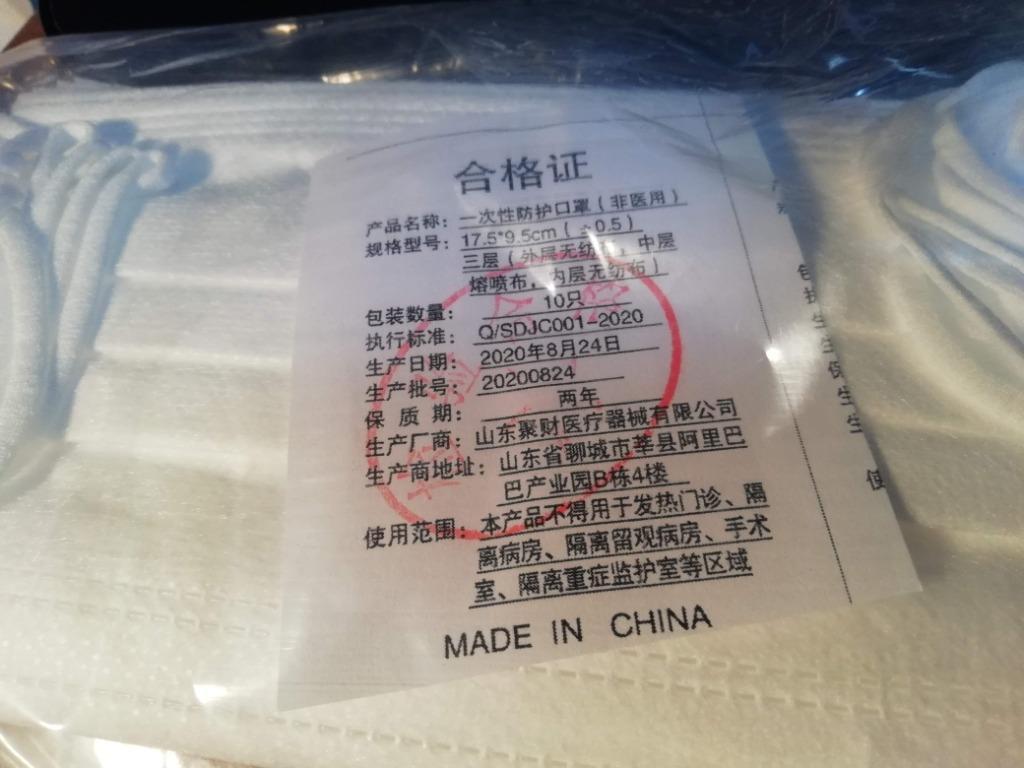 合格证
产品名称：一次性防护口罩（非医用）
规格型号：17.5*9.5cm（±0.5）
三层（外层无纺布，中层
熔喷布，内层无纺布）
包装数量：10只
执行标准：Q/SDJC001-2020
生产日期：2020年8月24日
生产批号：20200824
保 质 期：两年
生产厂商：山东聚财医疗器械有限公司
生产商地址：山东省聊城市莘县阿里巴
巴产业园B栋4楼
使用范围：本产品不得用于发热门诊、隔
离病房、隔离留观病房、手术
室、隔离重症监护室等区域
MADE IN CHINA
包
执
生
生
保
生
生
使